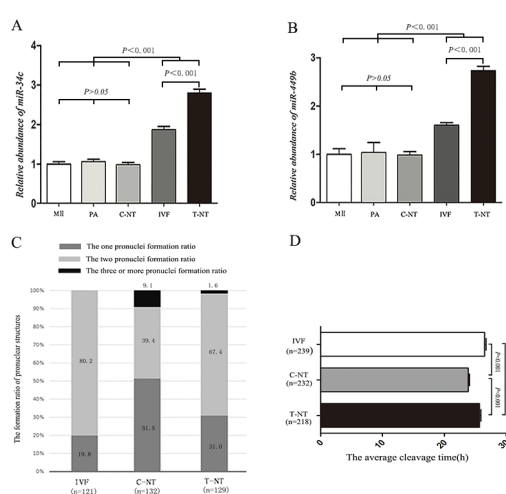 A
P<0.001
P<0.001
P>0.05
Relative abundance of miR-34c
4
3
2
1
0
MⅡ PA C-NT IVF T-NT
B
P<0.001
P<0.001
P>0.05
Relative abundance of miR-449b
3
2
1
0
MⅡ PA C-NT IVF T-NT
C
The one pronuclei formation ratio
The two pronuclei formation ratio
The three or more pronuclei formation ratio
The formation ratio of pronuclear structures
100%
90%
80%
70%
60%
50%
40%
30%
20%
10%
0%
9.1 1.6
80.2 39.4 67.4
19.8 51.5 31.0
IVF C-NT T-NT
(n=121) (n=132) (n=129)
D
IVF
(n=239)
C-NT
(n=232)
T-NT
(n=218)
P<0.001
P<0.001
0 10 20 30
The average cleavage time(h)